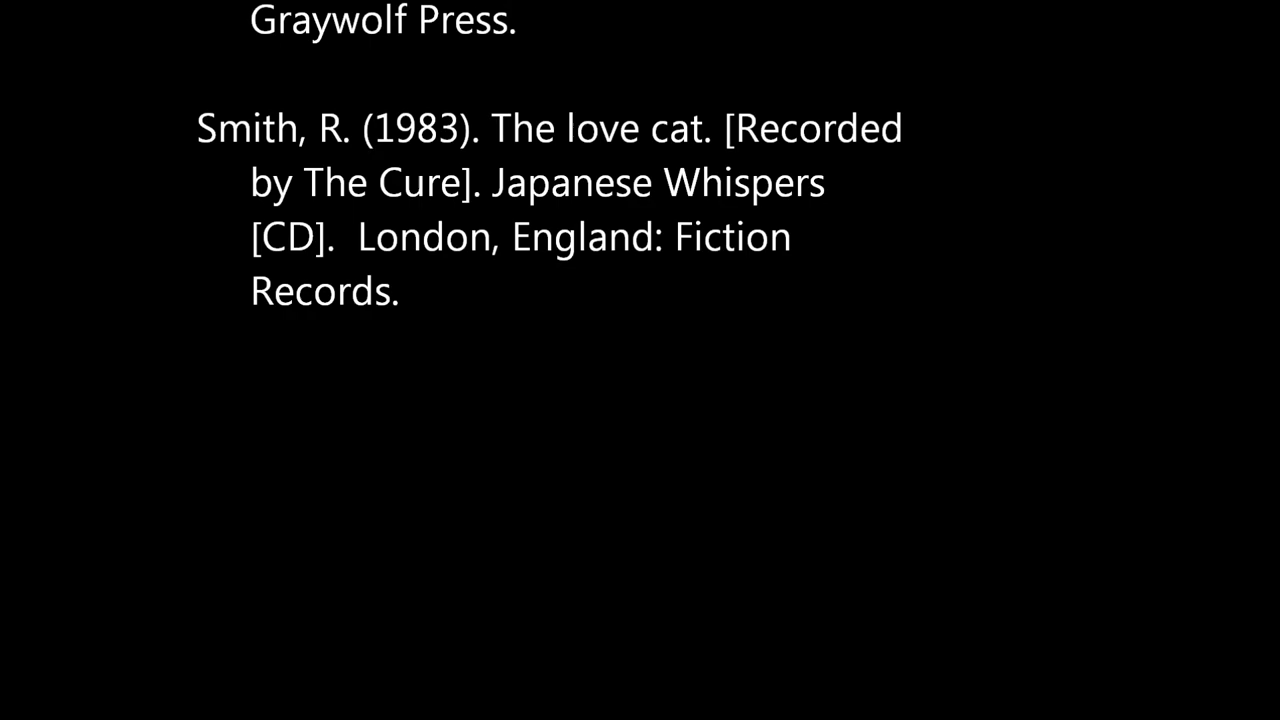 Graywolf Press.
Smith, R. (1983). The love cat. [Recorded
by The Cure]. Japanese Whispers
[CD].  London, England: Fiction
Records.